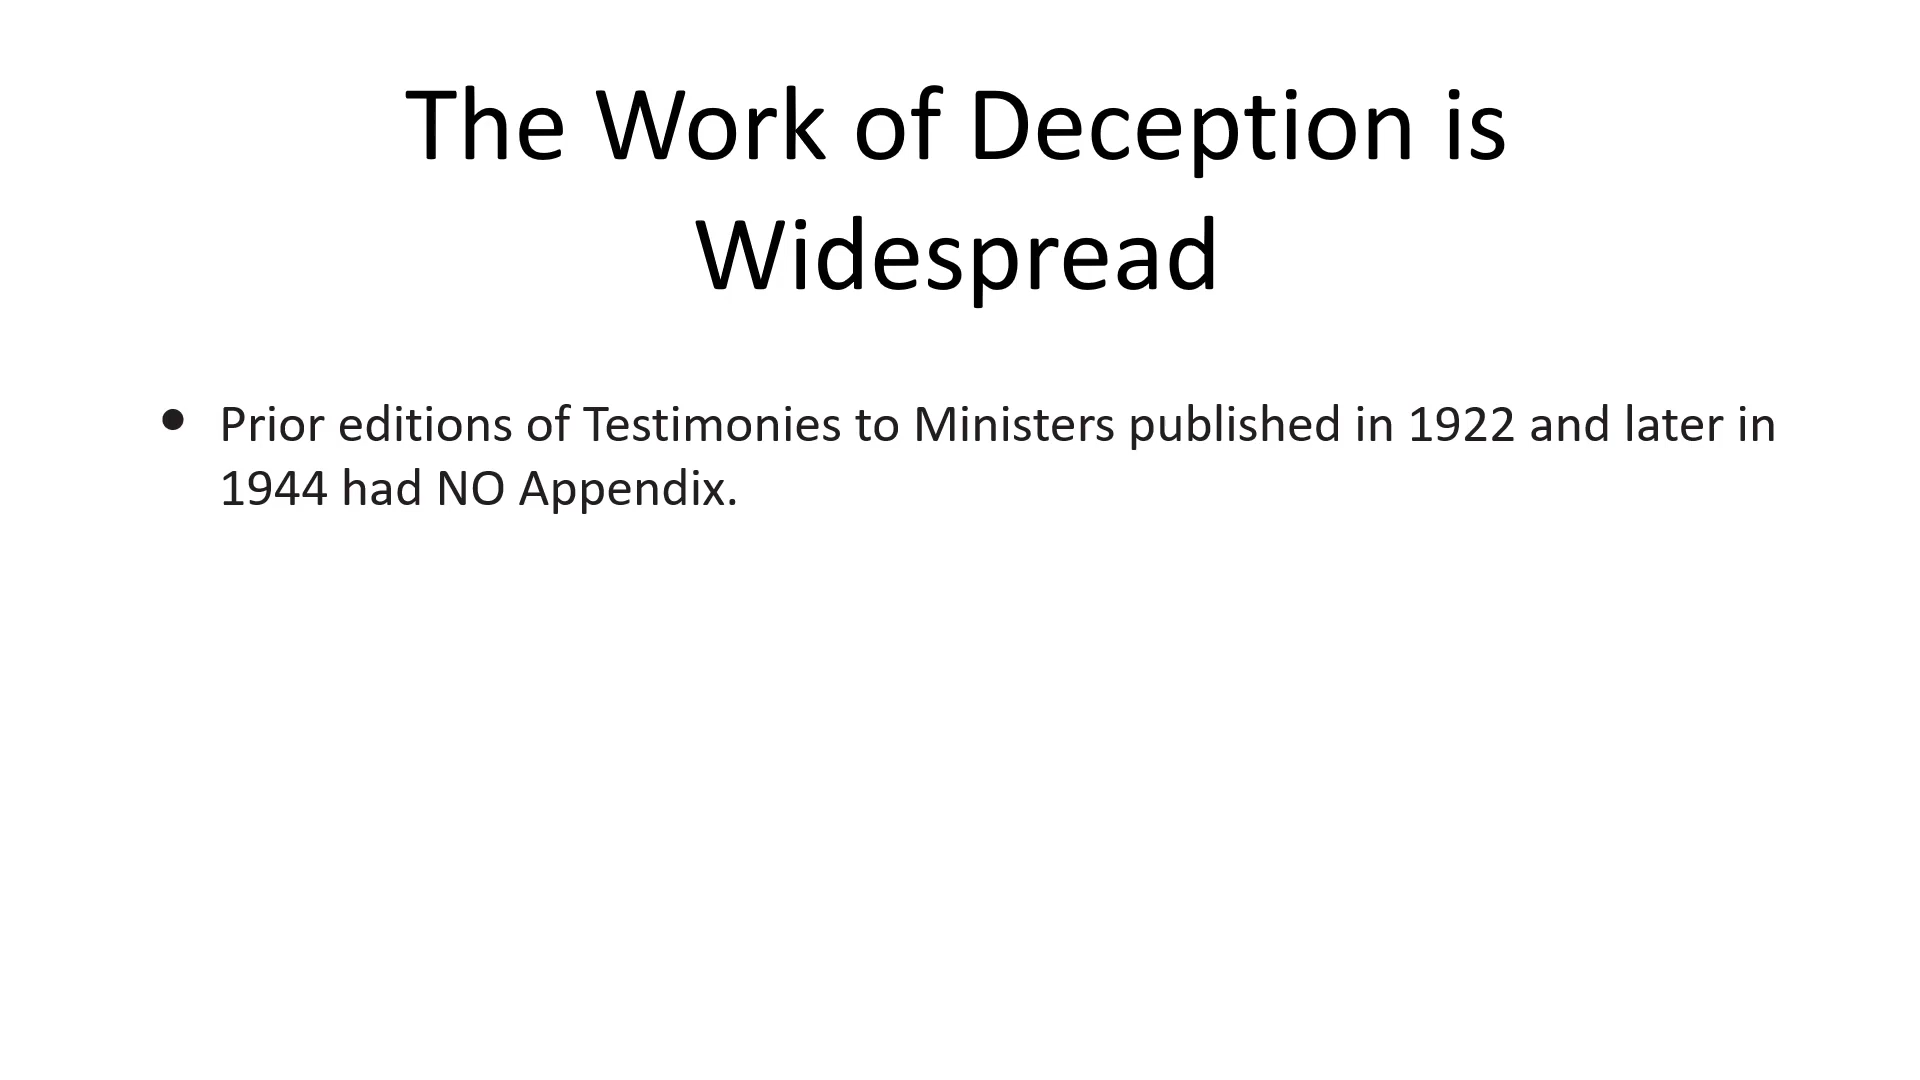 The Work of Deception is
Widespread
• Prior editions of Testimonies to Ministers published in 1922 and later in
1944 had NO Appendix.